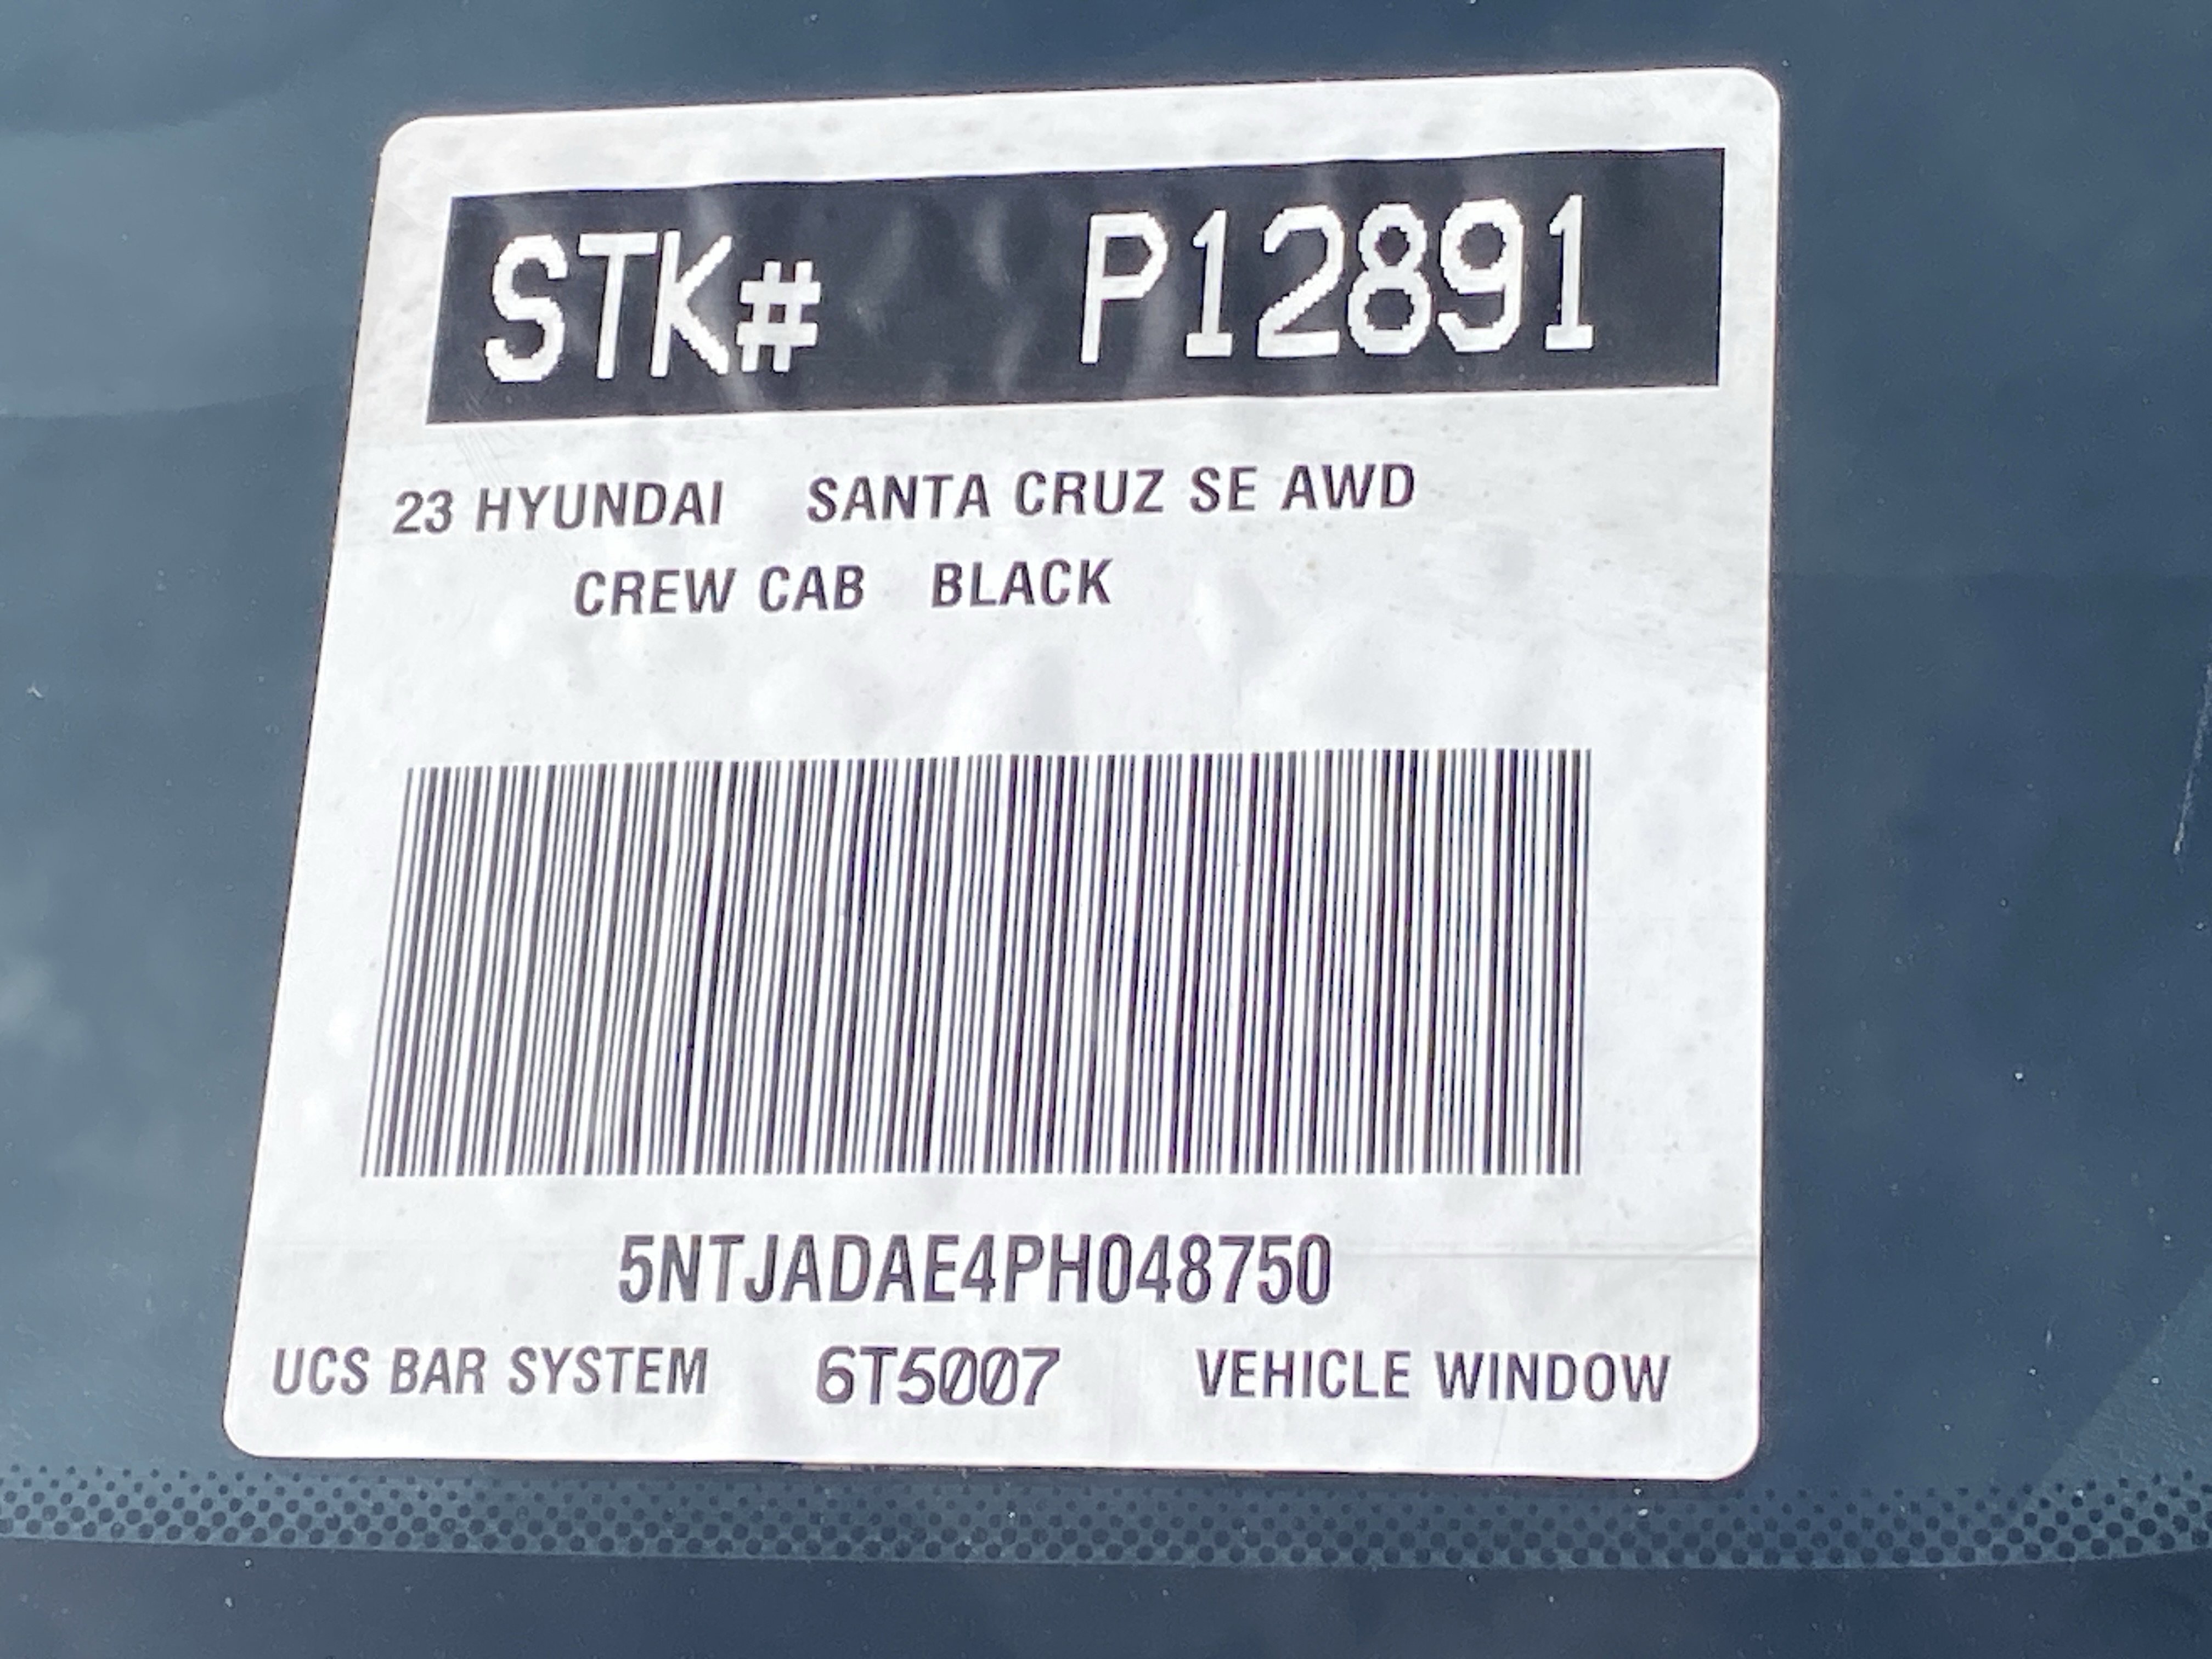 STK# P12891
23 HYUNDAI SANTA CRUZ SE AWD
CREW CAB BLACK
5NTJADAE4PH048750
UCS BAR SYSTEM 6T5007 VEHICLE WINDOW